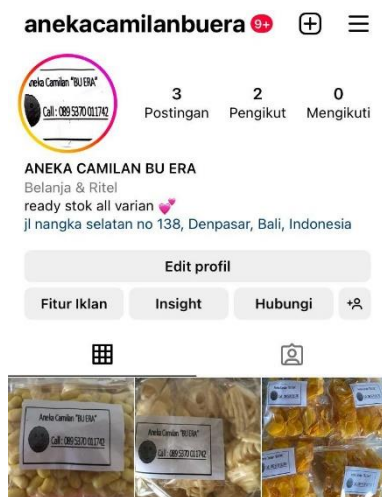 anekacamilanbuera 9+
Aneka Camilan "BU ERA"
Call : 089 5370 011742
3
Postingan
2
Pengikut
0
Mengikuti
ANEKA CAMILAN BU ERA
Belanja & Ritel
ready stok all varian 💕
jl nangka selatan no 138, Denpasar, Bali, Indonesia
Edit profil
Fitur Iklan
Insight
Hubungi
Aneka Camilan "BU ERA"
Call : 089 5370 011742
Aneka Camilan "BU ERA"
Call : 089 5370 011742